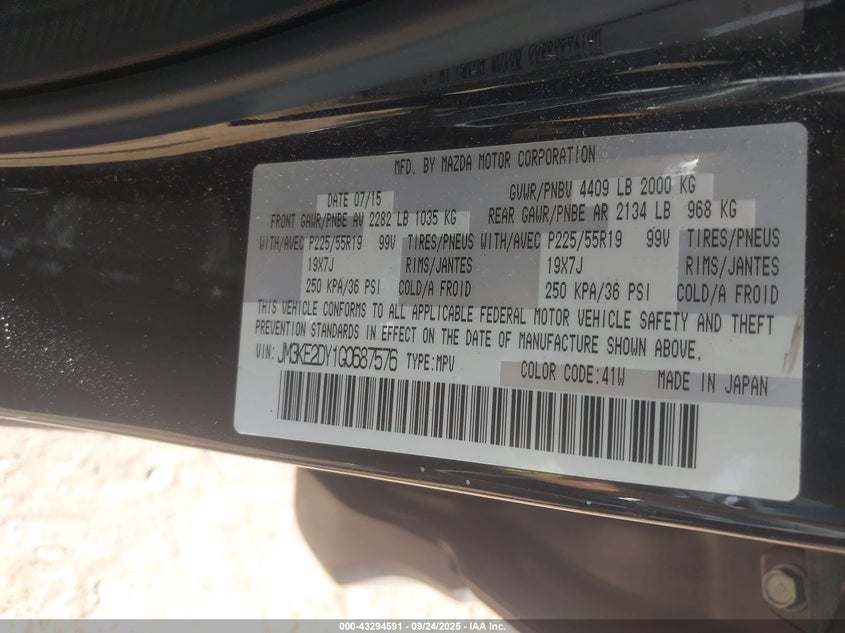 MFD. BY MAZDA MOTOR CORPORATION
DATE 07/15 GVWR/PNBV 4409 LB 2000 KG
FRONT GAWR/PNBE AV 2282 LB 1035 KG REAR GAWR/PNBE AR 2134 LB 968 KG
WITH/AVEC P225/55R19 99V TIRES/PNEUS WITH/AVEC P225/55R19 99V TIRES/PNEUS
19X7J RIMS/JANTES 19X7J RIMS/JANTES
250 KPA/36 PSI COLD/A FROID 250 KPA/36 PSI COLD/A FROID
THIS VEHICLE CONFORMS TO ALL APPLICABLE FEDERAL MOTOR VEHICLE SAFETY AND THEFT
PREVENTION STANDARDS IN EFFECT ON THE DATE OF MANUFACTURE SHOWN ABOVE.
VIN: JM3KE2DY1G0687576 TYPE:MPV COLOR CODE:41W MADE IN JAPAN
000-43294591 - 09/24/2025 - IAA Inc.